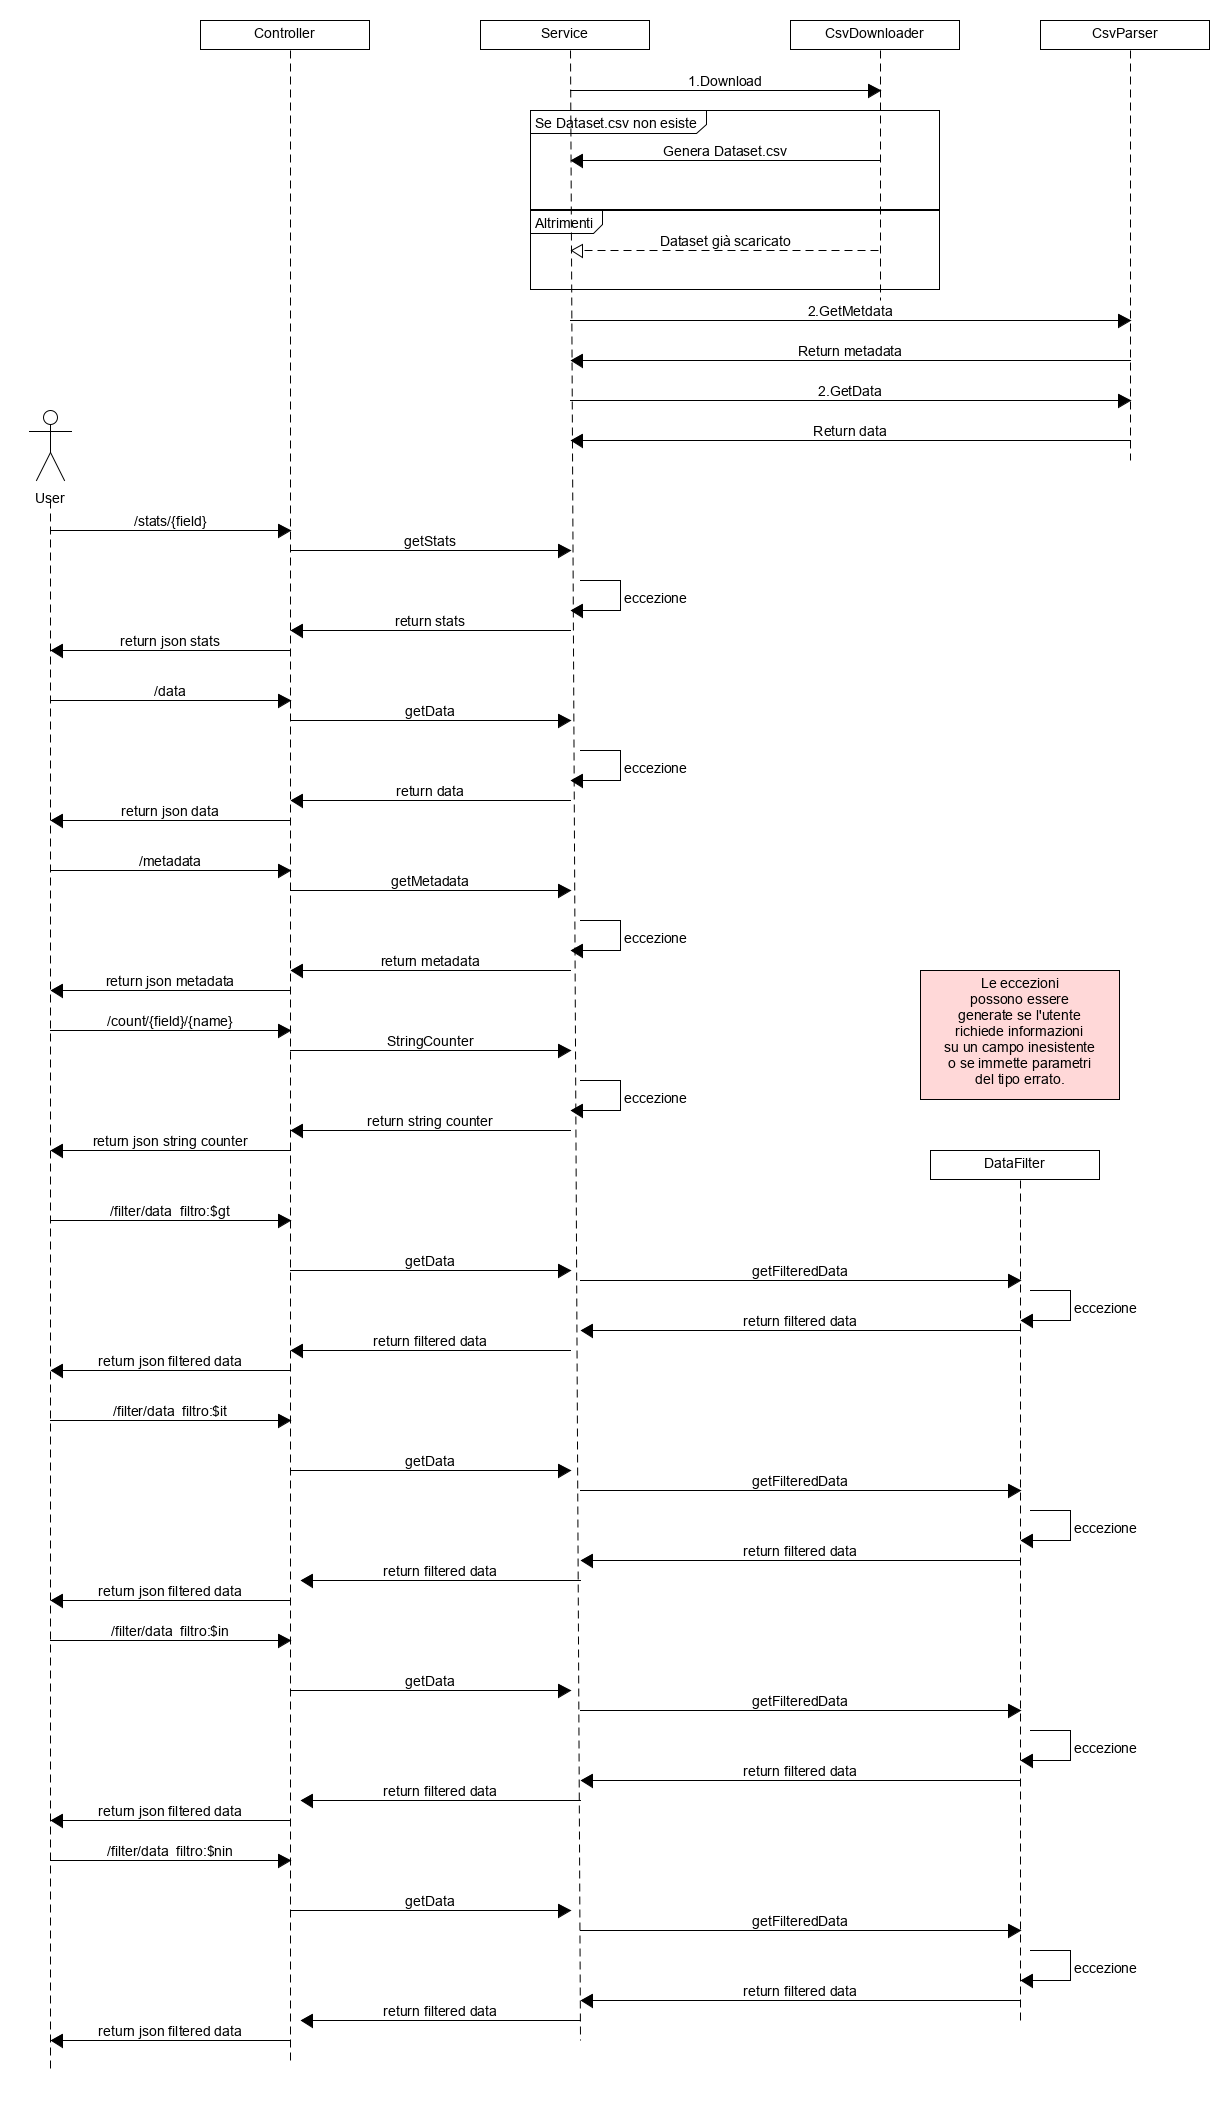 Controller
Service
CsvDownloader
CsvParser
1.Download
Se Dataset.csv non esiste
Genera Dataset.csv
Altrimenti
Dataset già scaricato
2.GetMetdata
Return metadata
2.GetData
Return data
User
/stats/{field}
getStats
eccezione
return stats
return json stats
/data
getData
eccezione
return data
return json data
/metadata
getMetadata
eccezione
return metadata
return json metadata
Le eccezioni
possono essere
generate se l'utente
richiede informazioni
su un campo inesistente
o se immette parametri
del tipo errato.
/count/{field}/{name}
StringCounter
eccezione
return string counter
return json string counter
DataFilter
/filter/data  filtro:$gt
getData
getFilteredData
eccezione
return filtered data
return filtered data
return json filtered data
/filter/data  filtro:$it
getData
getFilteredData
eccezione
return filtered data
return filtered data
return json filtered data
/filter/data  filtro:$in
getData
getFilteredData
eccezione
return filtered data
return filtered data
return json filtered data
/filter/data  filtro:$nin
getData
getFilteredData
eccezione
return filtered data
return filtered data
return json filtered data